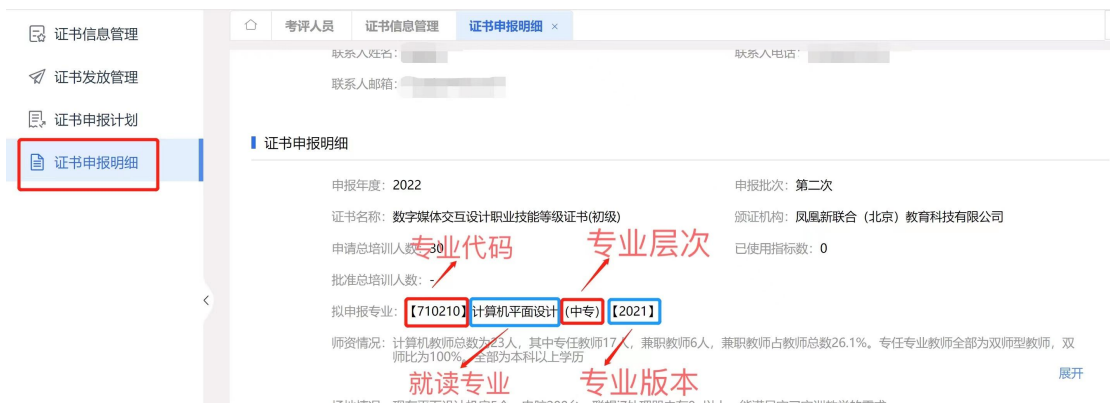 证书信息管理
证书发放管理
证书申报计划
证书申报明细
考评人员 证书信息管理 证书申报明细 ×
联系人姓名: 联系人电话:
联系人邮箱:
证书申报明细
申报年度: 2022 申报批次: 第二次
证书名称: 数字媒体交互设计职业技能等级证书(初级) 颁证机构: 凤凰新联合（北京）教育科技有限公司
申请总培训人数: 30 已使用指标数: 0
专业代码 专业层次
批准总培训人数: -
拟申报专业: 【710210】计算机平面设计 (中专) 【2021】
师资情况: 计算机教师总数为23人，其中专任教师17人，兼职教师6人，兼职教师占教师总数26.1%。专任专业教师全部为双师型教师，双
师比为100%。全部为本科以上学历
展开
就读专业 专业版本